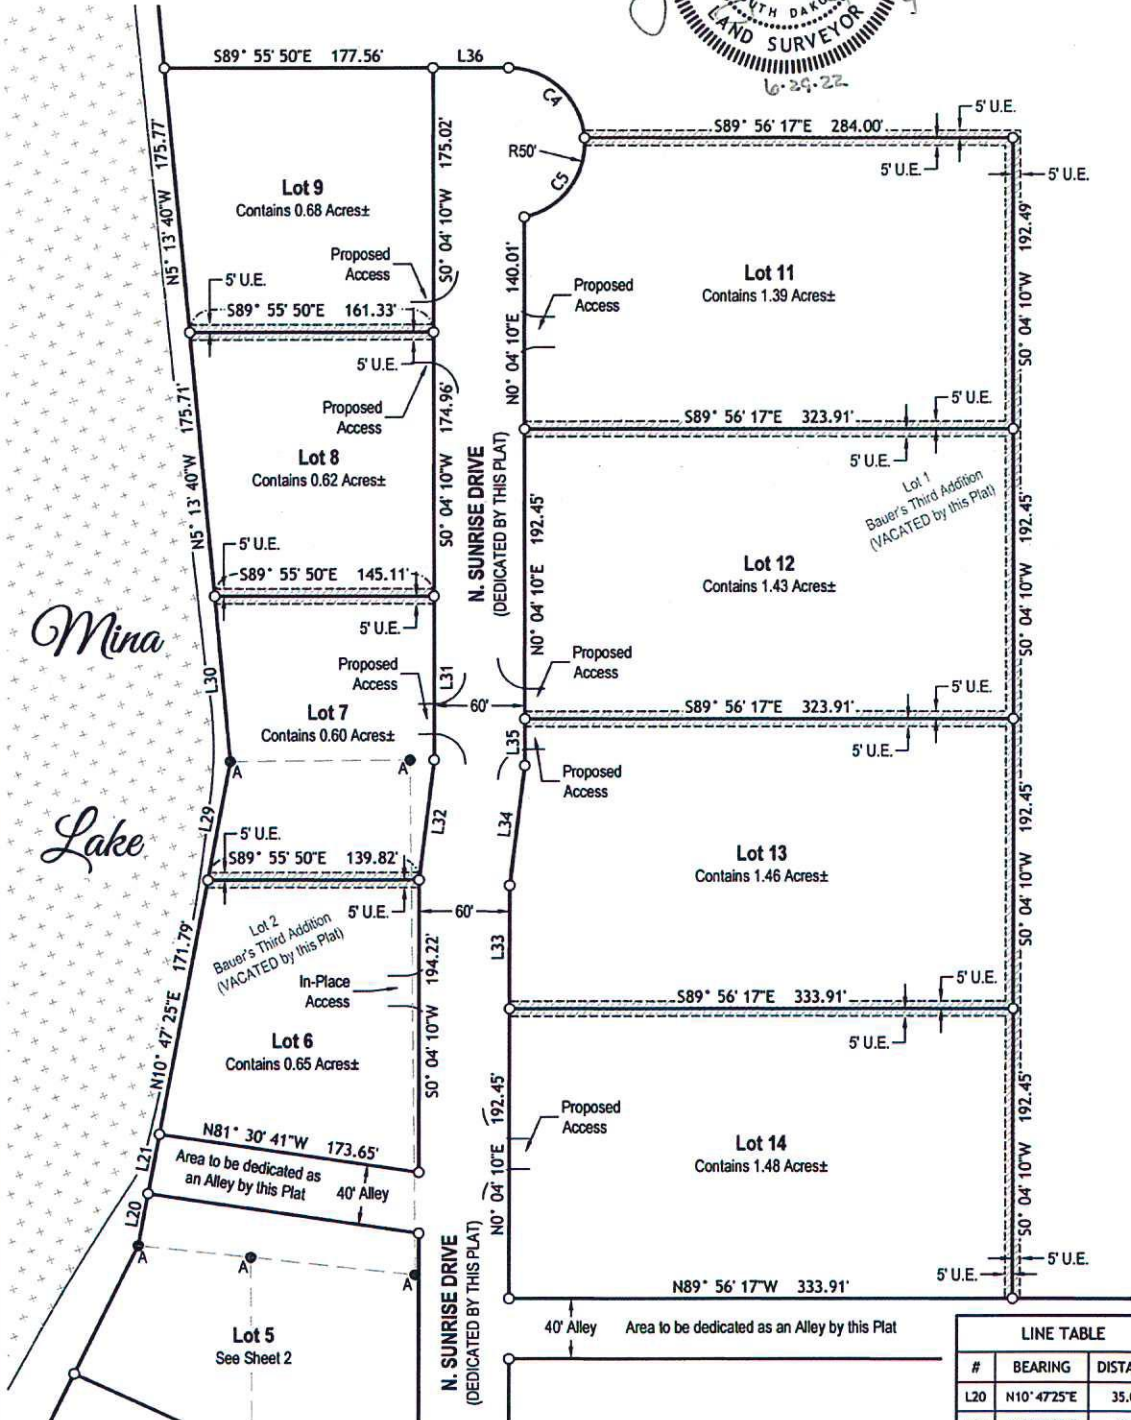 UTH DAKO
LAND SURVEYOR
6-29-22
S89° 55' 50"E 177.56'
L36
C4
R50'
C5
175.77'
N5° 13' 40"W
Lot 9
Contains 0.68 Acres±
175.02'
S0° 04' 10"W
Proposed
Access
5' U.E.
S89° 55' 50"E 161.33'
5' U.E.
S89° 56' 17"E 284.00'
5' U.E.
5' U.E.
5' U.E.
192.49'
S0° 04' 10"W
Lot 11
Contains 1.39 Acres±
140.01'
N0° 04' 10"E
Proposed
Access
175.71'
N5° 13' 40"W
Proposed
Access
Lot 8
Contains 0.62 Acres±
174.96'
S0° 04' 10"W
N. SUNRISE DRIVE
(DEDICATED BY THIS PLAT)
S89° 56' 17"E 323.91'
5' U.E.
5' U.E.
Lot 1
Bauer's Third Addition
(VACATED by this Plat)
192.45'
N0° 04' 10"E
Lot 12
Contains 1.43 Acres±
192.45'
S0° 04' 10"W
5' U.E.
S89° 55' 50"E 145.11'
5' U.E.
Mina
Lake
L30
Proposed
Access
L31
60'
Lot 7
Contains 0.60 Acres±
A
A
Proposed
Access
S89° 56' 17"E 323.91'
5' U.E.
5' U.E.
L35
Proposed
Access
L29
L32
L34
5' U.E.
S89° 55' 50"E 139.82'
5' U.E.
60'
Lot 13
Contains 1.46 Acres±
192.45'
S0° 04' 10"W
Lot 2
Bauer's Third Addition
(VACATED by this Plat)
171.79'
N10° 47' 25"E
In-Place
Access
194.22'
S0° 04' 10"W
L33
Lot 6
Contains 0.65 Acres±
S89° 56' 17"E 333.91'
5' U.E.
5' U.E.
192.45'
N0° 04' 10"E
Proposed
Access
Lot 14
Contains 1.48 Acres±
192.45'
S0° 04' 10"W
N81° 30' 41"W 173.65'
Area to be dedicated as
an Alley by this Plat
40' Alley
L21
L20
A
A
A
N. SUNRISE DRIVE
(DEDICATED BY THIS PLAT)
Lot 5
See Sheet 2
5' U.E.
5' U.E.
N89° 56' 17"W 333.91'
40' Alley
Area to be dedicated as an Alley by this Plat
LINE TABLE
# BEARING DISTA
L20 N10°47'25"E 35.